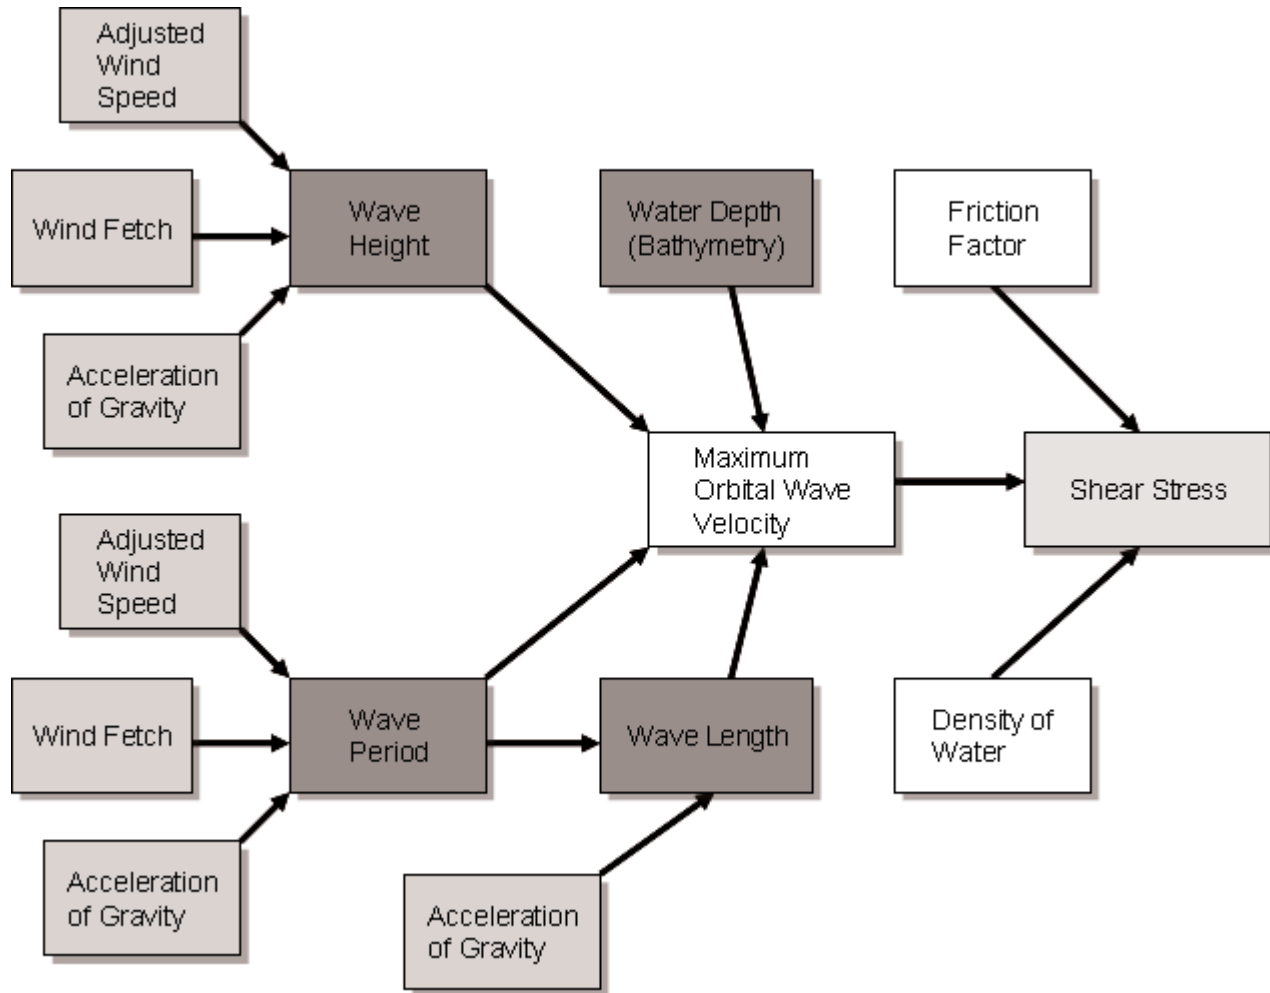 Adjusted
Wind
Speed
Wind Fetch
Acceleration
of Gravity
Wave
Height
Water Depth
(Bathymetry)
Friction
Factor
Maximum
Orbital Wave
Velocity
Shear Stress
Adjusted
Wind
Speed
Wind Fetch
Acceleration
of Gravity
Wave
Period
Wave Length
Acceleration
of Gravity
Density of
Water